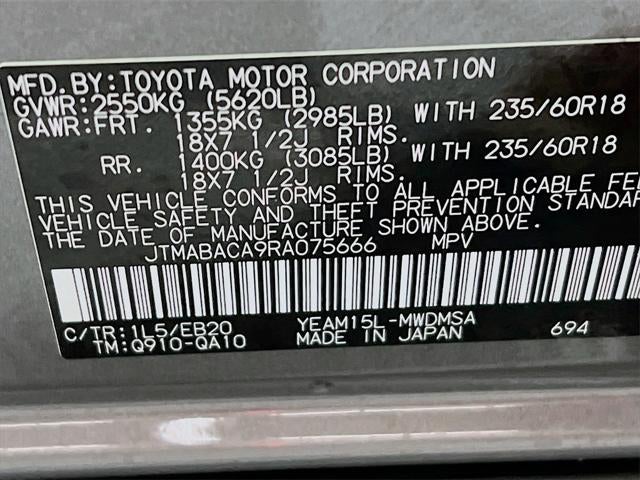 MFD.BY:TOYOTA MOTOR CORPORATION
GVWR:2550KG (5620LB)
GAWR:FRT. 1355KG (2985LB) WITH 235/60R18
18X7 1/2J RIMS.
RR. 1400KG (3085LB) WITH 235/60R18
18X7 1/2J RIMS.
THIS VEHICLE CONFORMS TO ALL APPLICABLE FE
VEHICLE SAFETY AND THEFT PREVENTION STANDAR
THE DATE OF MANUFACTURE SHOWN ABOVE.
JTMABACA9RA075666 MPV
C/TR:1L5/EB20 YEAM15L-MWDMSA
TM:Q910-QA10 MADE IN JAPAN 694